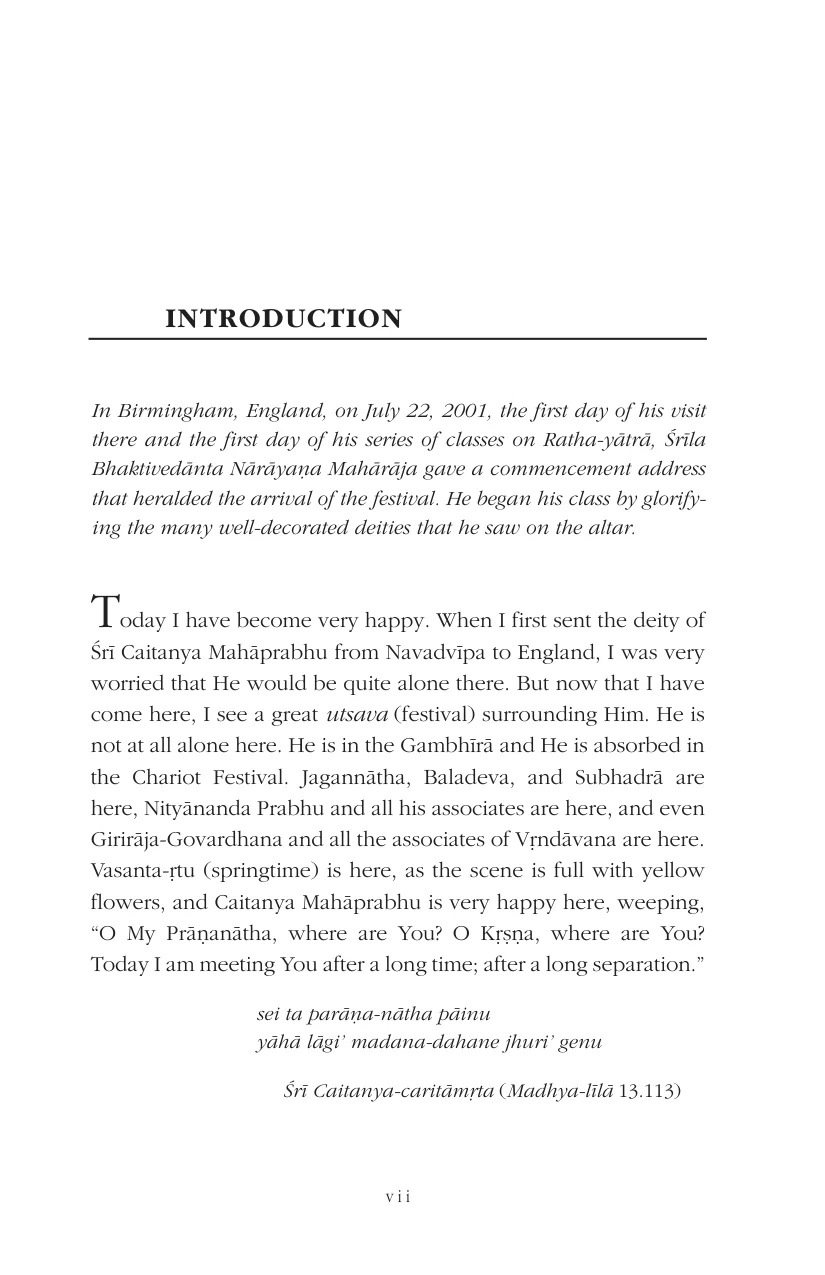 INTRODUCTION
In Birmingham, England, on July 22, 2001, the first day of his visit
there and the first day of his series of classes on Ratha-yātrā, Śrīla
Bhaktivedānta Nārāyaṇa Mahārāja gave a commencement address
that heralded the arrival of the festival. He began his class by glorify-
ing the many well-decorated deities that he saw on the altar.
Today I have become very happy. When I first sent the deity of
Śrī Caitanya Mahāprabhu from Navadvīpa to England, I was very
worried that He would be quite alone there. But now that I have
come here, I see a great utsava (festival) surrounding Him. He is
not at all alone here. He is in the Gambhīrā and He is absorbed in
the Chariot Festival. Jagannātha, Baladeva, and Subhadrā are
here, Nityānanda Prabhu and all his associates are here, and even
Girirāja-Govardhana and all the associates of Vṛndāvana are here.
Vasanta-ṛtu (springtime) is here, as the scene is full with yellow
flowers, and Caitanya Mahāprabhu is very happy here, weeping,
“O My Prāṇanātha, where are You? O Kṛṣṇa, where are You?
Today I am meeting You after a long time; after a long separation.”
sei ta parāṇa-nātha pāinu
yāhā lāgi’ madana-dahane jhuri’ genu
Śrī Caitanya-caritāmṛta (Madhya-līlā 13.113)
vii